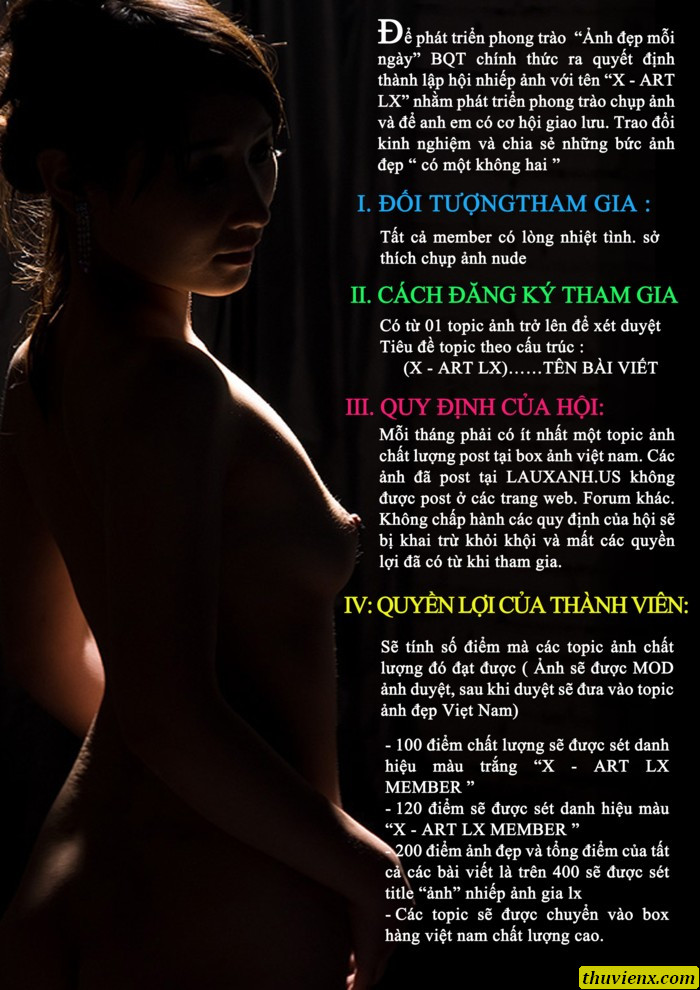 Để phát triển phong trào “Ảnh đẹp mỗi
ngày” BQT chính thức ra quyết định
thành lập hội nhiếp ảnh với tên “X - ART
LX” nhằm phát triển phong trào chụp ảnh
và để anh em có cơ hội giao lưu. Trao đổi
kinh nghiệm và chia sẻ những bức ảnh
đẹp “ có một không hai ”
I. ĐỐI TƯỢNGTHAM GIA :
Tất cả member có lòng nhiệt tình. sở
thích chụp ảnh nude
II. CÁCH ĐĂNG KÝ THAM GIA
Có từ 01 topic ảnh trở lên để xét duyệt
Tiêu đề topic theo cấu trúc :
(X - ART LX)......TÊN BÀI VIẾT
III. QUY ĐỊNH CỦA HỘI:
Mỗi tháng phải có ít nhất một topic ảnh
chất lượng post tại box ảnh việt nam. Các
ảnh đã post tại LAUXANH.US không
được post ở các trang web. Forum khác.
Không chấp hành các quy định của hội sẽ
bị khai trừ khỏi khội và mất các quyền
lợi đã có từ khi tham gia.
IV: QUYỀN LỢI CỦA THÀNH VIÊN:
Sẽ tính số điểm mà các topic ảnh chất
lượng đó đạt được ( Ảnh sẽ được MOD
ảnh duyệt, sau khi duyệt sẽ đưa vào topic
ảnh đẹp Việt Nam)
- 100 điểm chất lượng sẽ được sét danh
hiệu màu trắng “X - ART LX
MEMBER ”
- 120 điểm sẽ được sét danh hiệu màu
“X - ART LX MEMBER ”
- 200 điểm ảnh đẹp và tổng điểm của tất
cả các bài viết là trên 400 sẽ được sét
title “ảnh” nhiếp ảnh gia lx
- Các topic sẽ được chuyển vào box
hàng việt nam chất lượng cao.
thuvienx.com